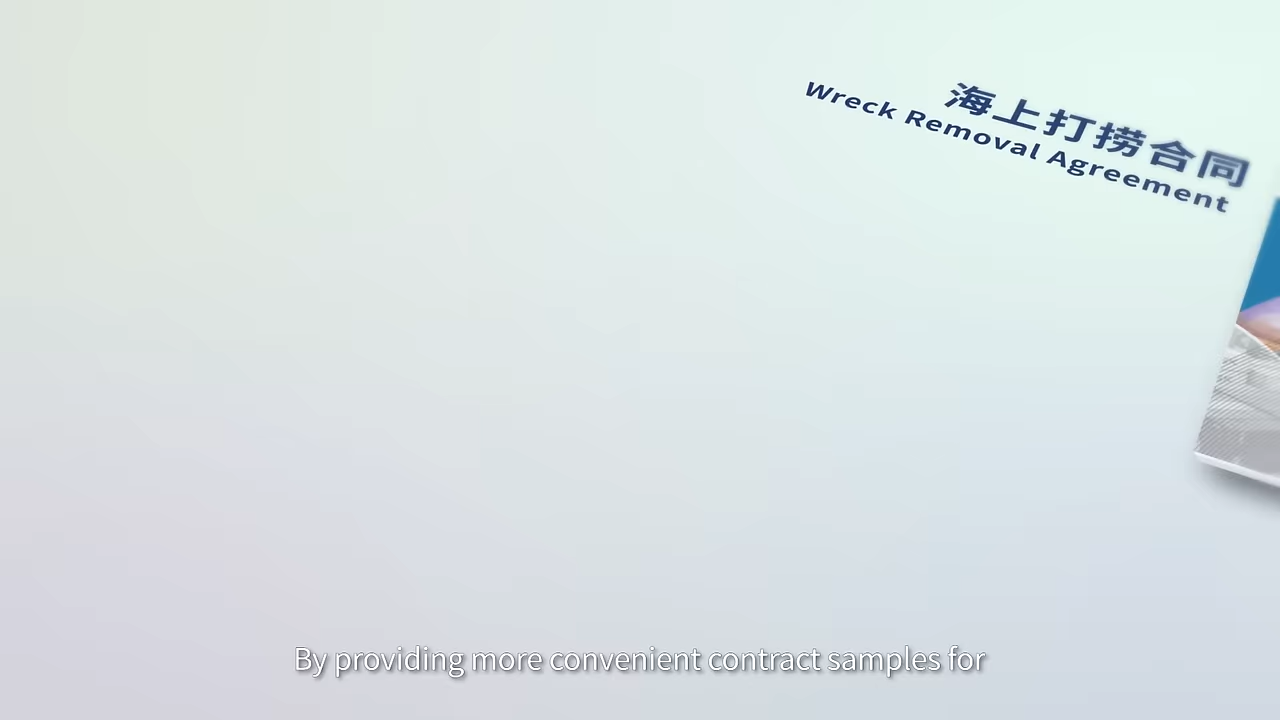 海上打捞合同
Wreck Removal Agreement
By providing more convenient contract samples for